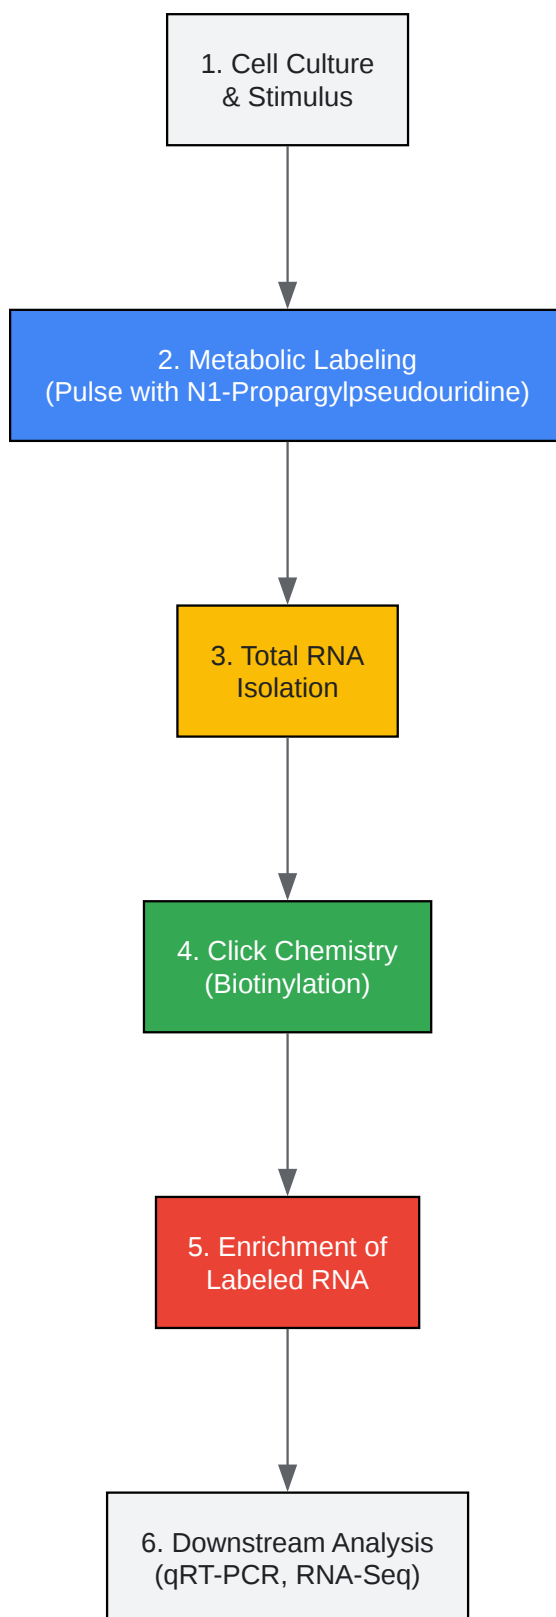 1. Cell Culture
& Stimulus
2. Metabolic Labeling
(Pulse with N1-Propargylpseudouridine)
3. Total RNA
Isolation
4. Click Chemistry
(Biotinylation)
5. Enrichment of
Labeled RNA
6. Downstream Analysis
(qRT-PCR, RNA-Seq)